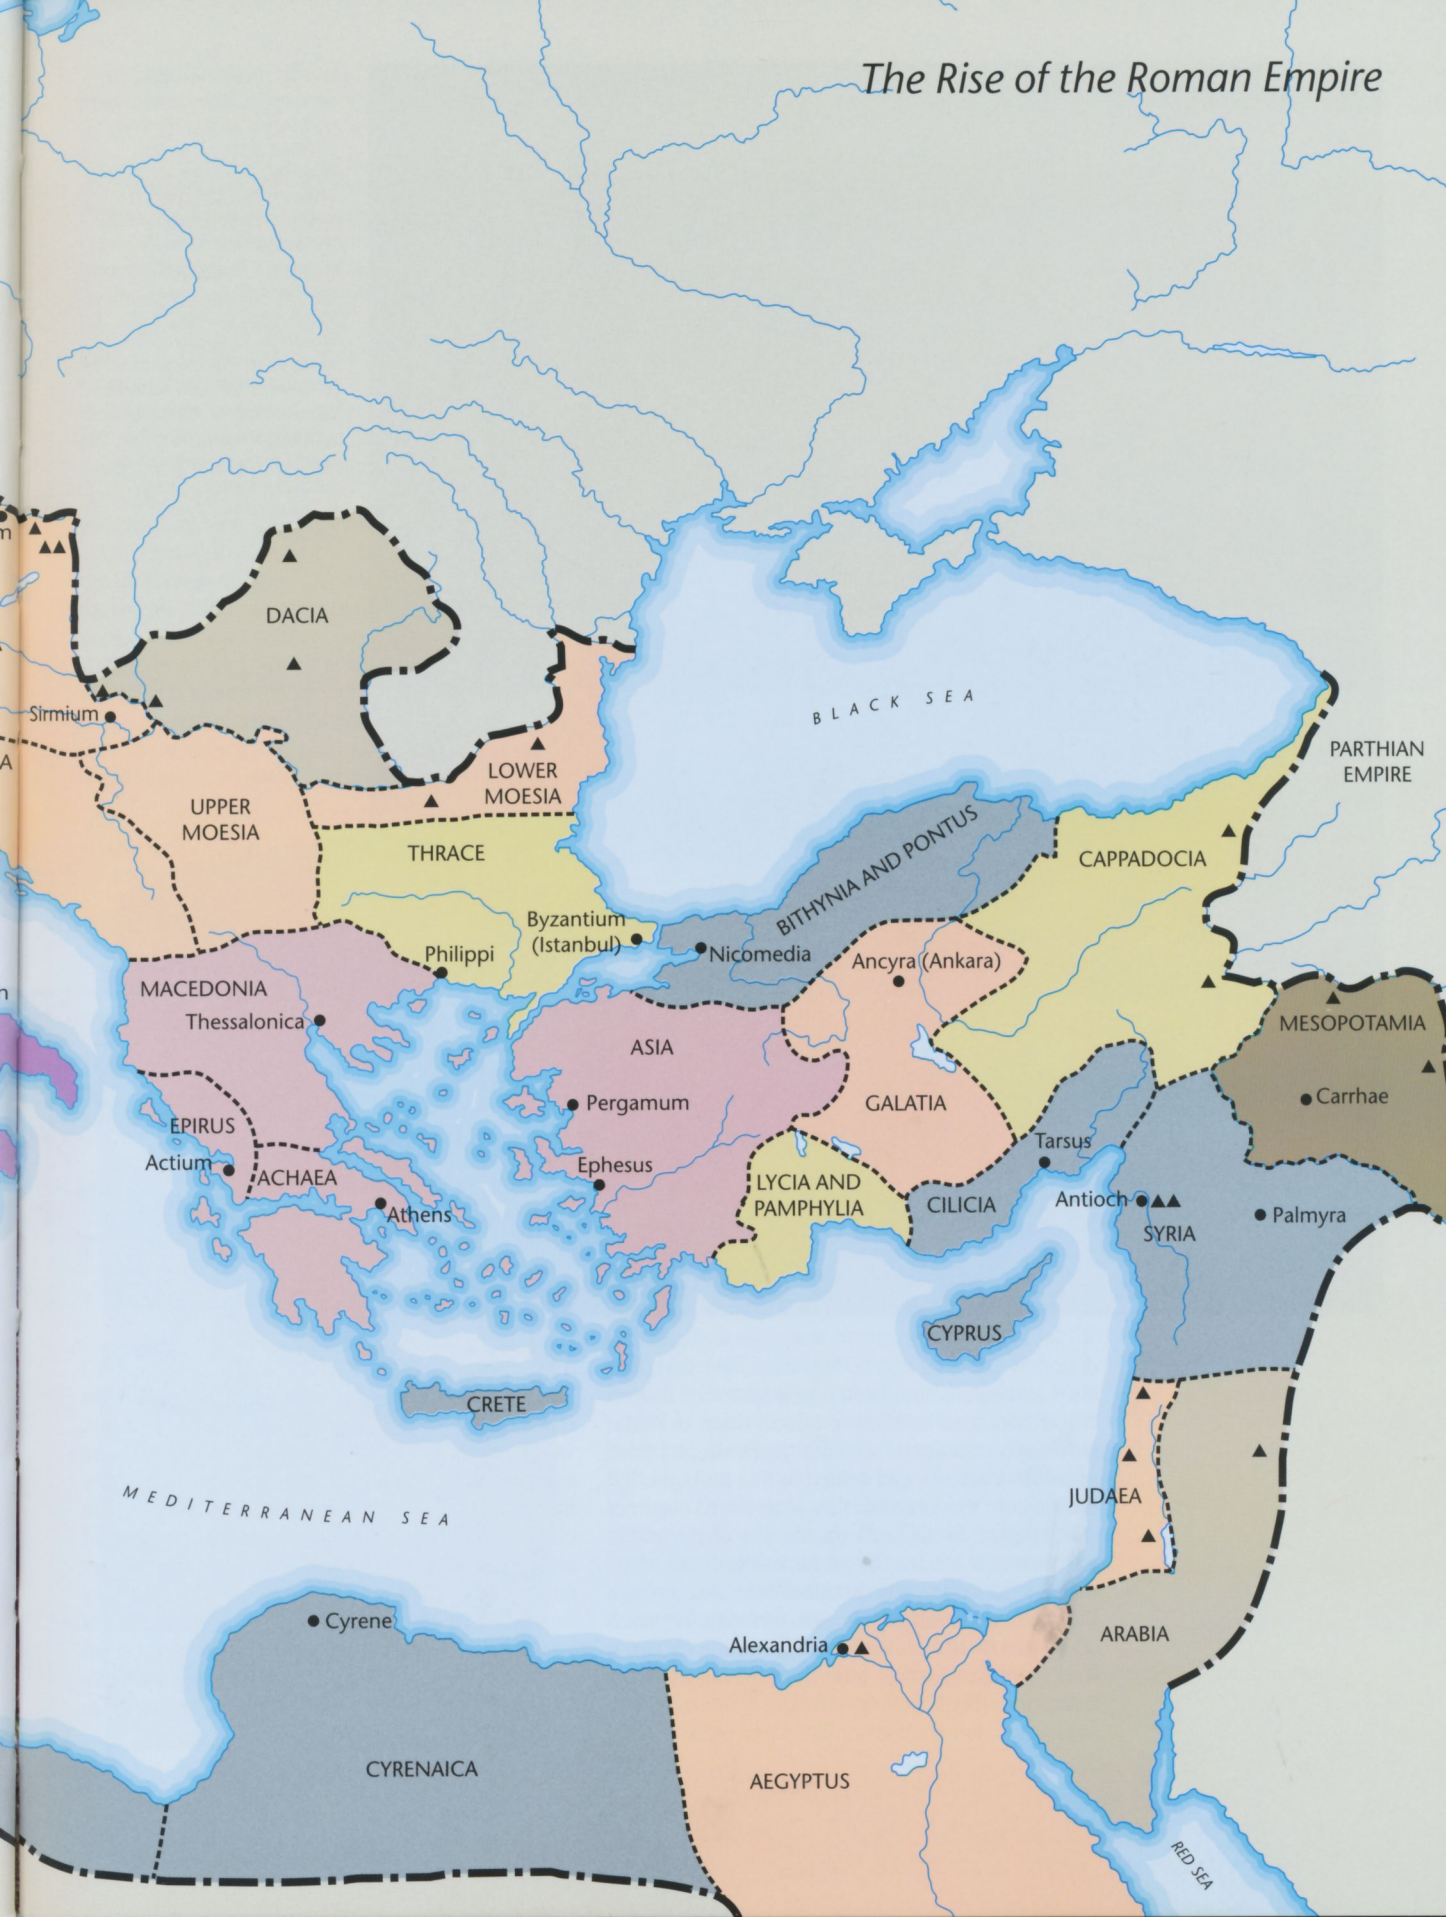 The Rise of the Roman Empire
m
DACIA
Sirmium
A
UPPER
MOESIA
LOWER
MOESIA
BLACK SEA
PARTHIAN
EMPIRE
THRACE
BITHYNIA AND PONTUS
CAPPADOCIA
Byzantium
(Istanbul)
Philippi
Nicomedia
Ancyra (Ankara)
n
MACEDONIA
Thessalonica
ASIA
MESOPOTAMIA
Pergamum
GALATIA
Carrhae
EPIRUS
Actium
ACHAEA
Athens
Ephesus
LYCIA AND
PAMPHYLIA
Tarsus
CILICIA
Antioch
SYRIA
Palmyra
CYPRUS
CRETE
MEDITERRANEAN SEA
JUDAEA
Cyrene
Alexandria
ARABIA
CYRENAICA
AEGYPTUS
RED SEA